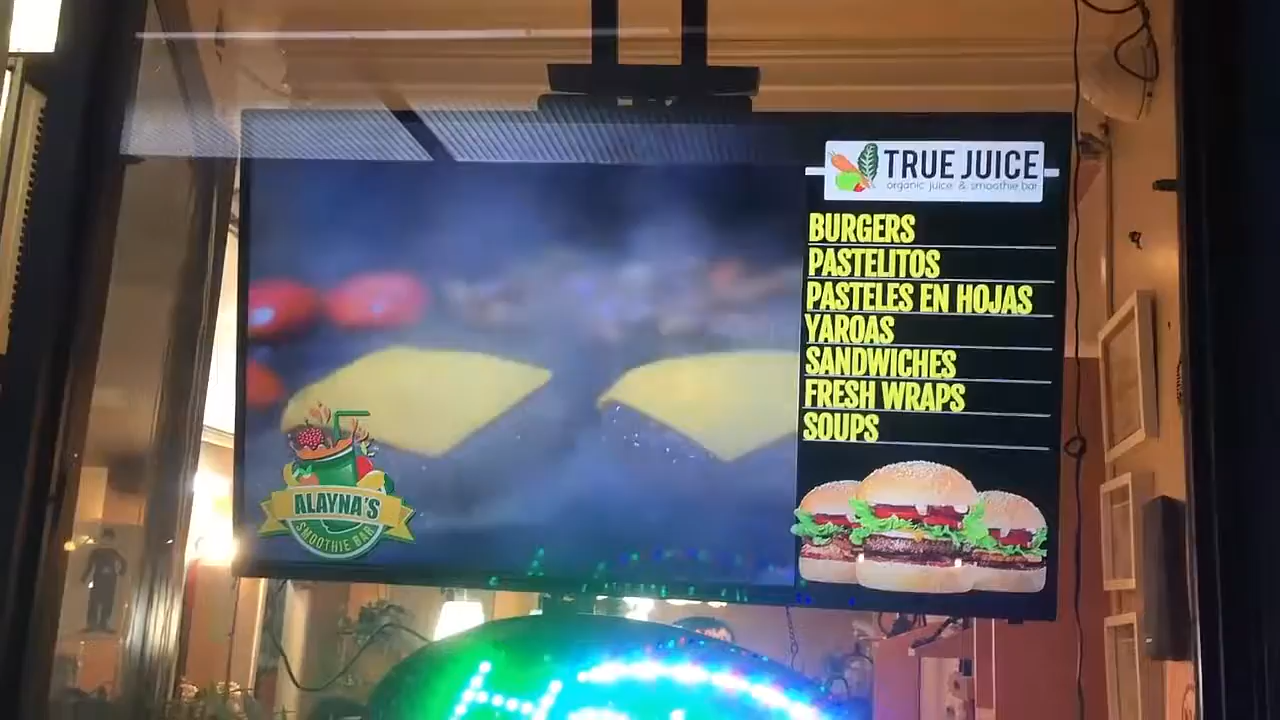 TRUE JUICE
organic juice & smoothie bar
BURGERS
PASTELITOS
PASTELES EN HOJAS
YAROAS
SANDWICHES
FRESH WRAPS
SOUPS
ALAYNA'S
SMOOTHIE BAR